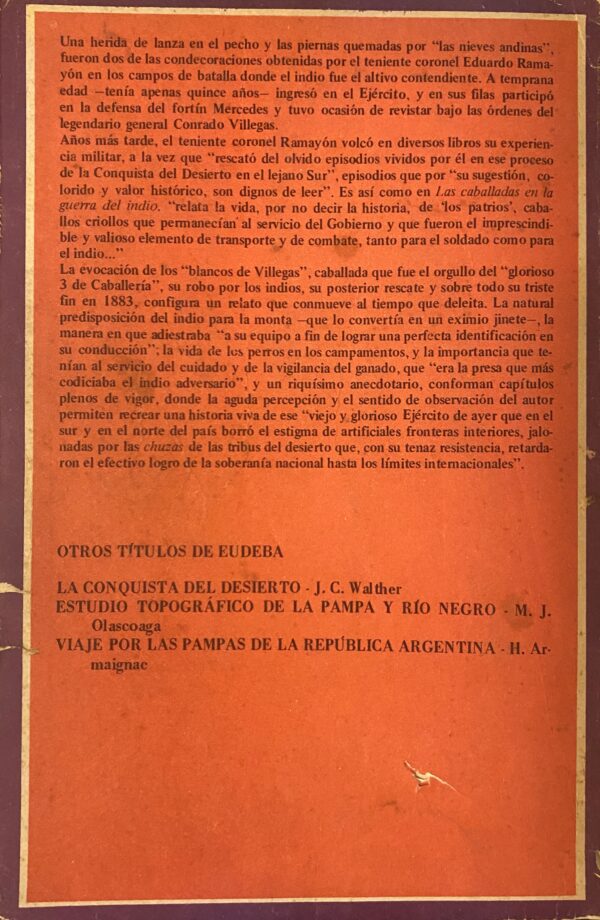 Una herida de lanza en el pecho y las piernas quemadas por “las nieves andinas”,
fueron dos de las condecoraciones obtenidas por el teniente coronel Eduardo Rama-
yón en los campos de batalla donde el indio fue el altivo contendiente. A temprana
edad —tenía apenas quince años— ingresó en el Ejército, y en sus filas participó
en la defensa del fortín Mercedes y tuvo ocasión de revistar bajo las órdenes del
legendario general Conrado Villegas.
Años más tarde, el teniente coronel Ramayón volcó en diversos libros su experien-
cia militar, a la vez que “rescató del olvido episodios vividos por él en ese proceso
de la Conquista del Desierto en el lejano Sur”, episodios que por “su sugestión, co-
lorido y valor histórico, son dignos de leer”. Es así como en Las caballadas en la
guerra del indio, “relata la vida, por no decir la historia, de ‘los patrios’, caba-
llos criollos que permanecían al servicio del Gobierno y que fueron el imprescindi-
ble y valioso elemento de transporte y de combate, tanto para el soldado como para
el indio...”
La evocación de los “blancos de Villegas”, caballada que fue el orgullo del “glorioso
3 de Caballería”, su robo por los indios, su posterior rescate y sobre todo su triste
fin en 1883, configura un relato que conmueve al tiempo que deleita. La natural
predisposición del indio para la monta —que lo convertía en un eximio jinete—, la
manera en que adiestraba “a su equipo a fin de lograr una perfecta identificación en
su conducción”; la vida de los perros en los campamentos, y la importancia que te-
nían al servicio del cuidado y de la vigilancia del ganado, que “era la presa que más
codiciaba el indio adversario”, y un riquísimo anecdotario, conforman capítulos
plenos de vigor, donde la aguda percepción y el sentido de observación del autor
permiten recrear una historia viva de ese “viejo y glorioso Ejército de ayer que en el
sur y en el norte del país borró el estigma de artificiales fronteras interiores, jalo-
nadas por las chuzas de las tribus del desierto que, con su tenaz resistencia, retarda-
ron el efectivo logro de la soberanía nacional hasta los límites internacionales”.
OTROS TÍTULOS DE EUDEBA
LA CONQUISTA DEL DESIERTO - J. C. Walther
ESTUDIO TOPOGRÁFICO DE LA PAMPA Y RÍO NEGRO - M. J.
Olascoaga
VIAJE POR LAS PAMPAS DE LA REPÚBLICA ARGENTINA - H. Ar-
maignac